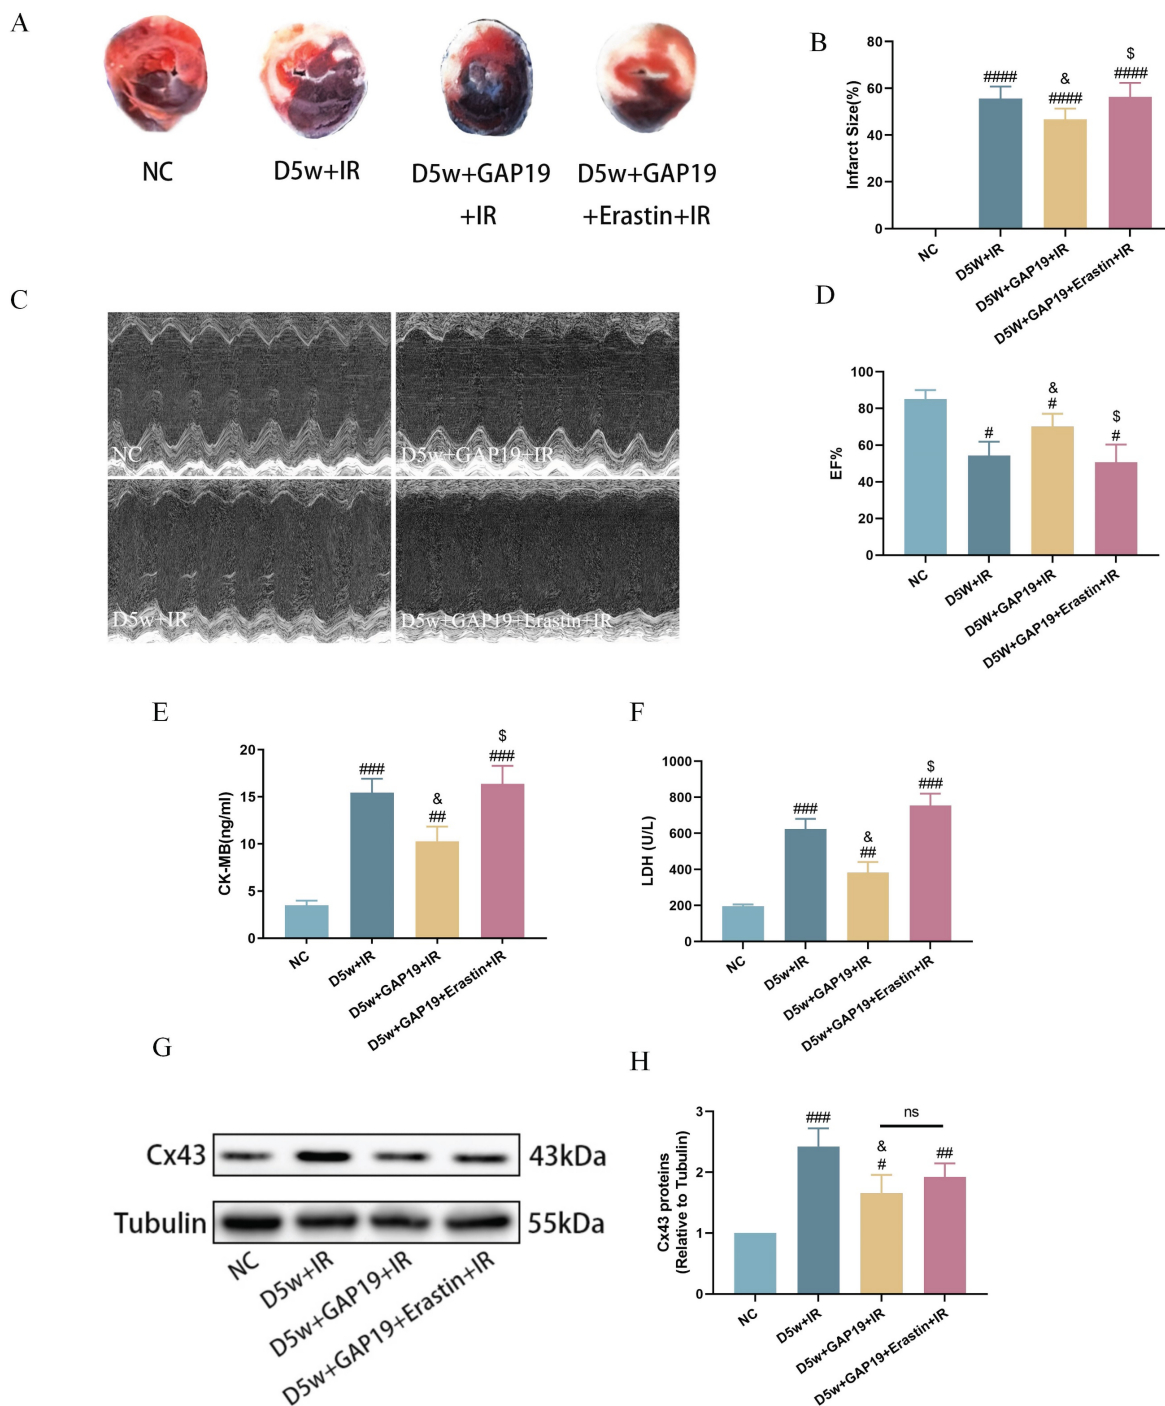 A
NC
D5w+IR
D5w+GAP19
+IR
D5w+GAP19
+Erastin+IR
B
Infarct Size(%)
80
60
40
20
0
####
&
####
$
####
NC
D5W+IR
D5W+GAP19+IR
D5W+GAP19+Erastin+IR
C
NC
D5w+GAP19+IR
D5w+IR
D5w+GAP19+Erastin+IR
D
EF%
100
80
60
40
20
0
#
&
#
$
#
NC
D5W+IR
D5W+GAP19+IR
D5W+GAP19+Erastin+IR
E
CK-MB(ng/ml)
20
15
10
5
0
###
&
##
$
###
NC
D5w+IR
D5w+GAP19+IR
D5w+GAP19+Erastin+IR
F
LDH (U/L)
1000
800
600
400
200
0
###
&
##
$
###
NC
D5w+IR
D5w+GAP19+IR
D5w+GAP19+Erastin+IR
G
Cx43
43kDa
Tubulin
55kDa
NC
D5w+IR
D5w+GAP19+IR
D5w+GAP19+Erastin+IR
H
Cx43 proteins
(Relative to Tubulin)
3
2
1
0
###
&
#
ns
##
NC
D5w+IR
D5w+GAP19+IR
D5w+GAP19+Erastin+IR